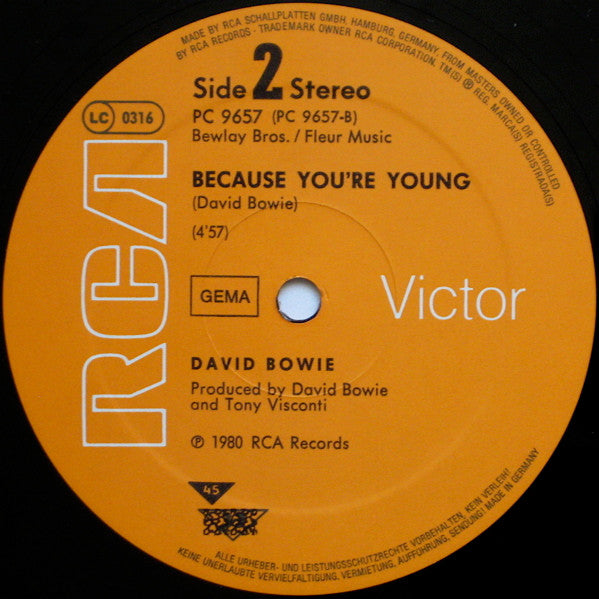 MADE BY RCA SCHALLPLATTEN GMBH, HAMBURG, GERMANY, FROM MASTERS OWNED OR CONTROLLED
BY RCA RECORDS · TRADEMARK OWNER RCA CORPORATION, TM(S) ® REG. MARCA(S) REGISTRADA(S)
Side 2 Stereo
PC 9657 (PC 9657-B)
Bewlay Bros. / Fleur Music
LC 0316
BECAUSE YOU'RE YOUNG
(David Bowie)
(4'57)
RCA
GEMA
Victor
DAVID BOWIE
Produced by David Bowie
and Tony Visconti
℗ 1980 RCA Records
45
ALLE URHEBER- UND LEISTUNGSSCHUTZRECHTE VORBEHALTEN, KEIN VERLEIH!
KEINE UNERLAUBTE VERVIELFÄLTIGUNG, VERMIETUNG, AUFFÜHRUNG, SENDUNG! MADE IN GERMANY